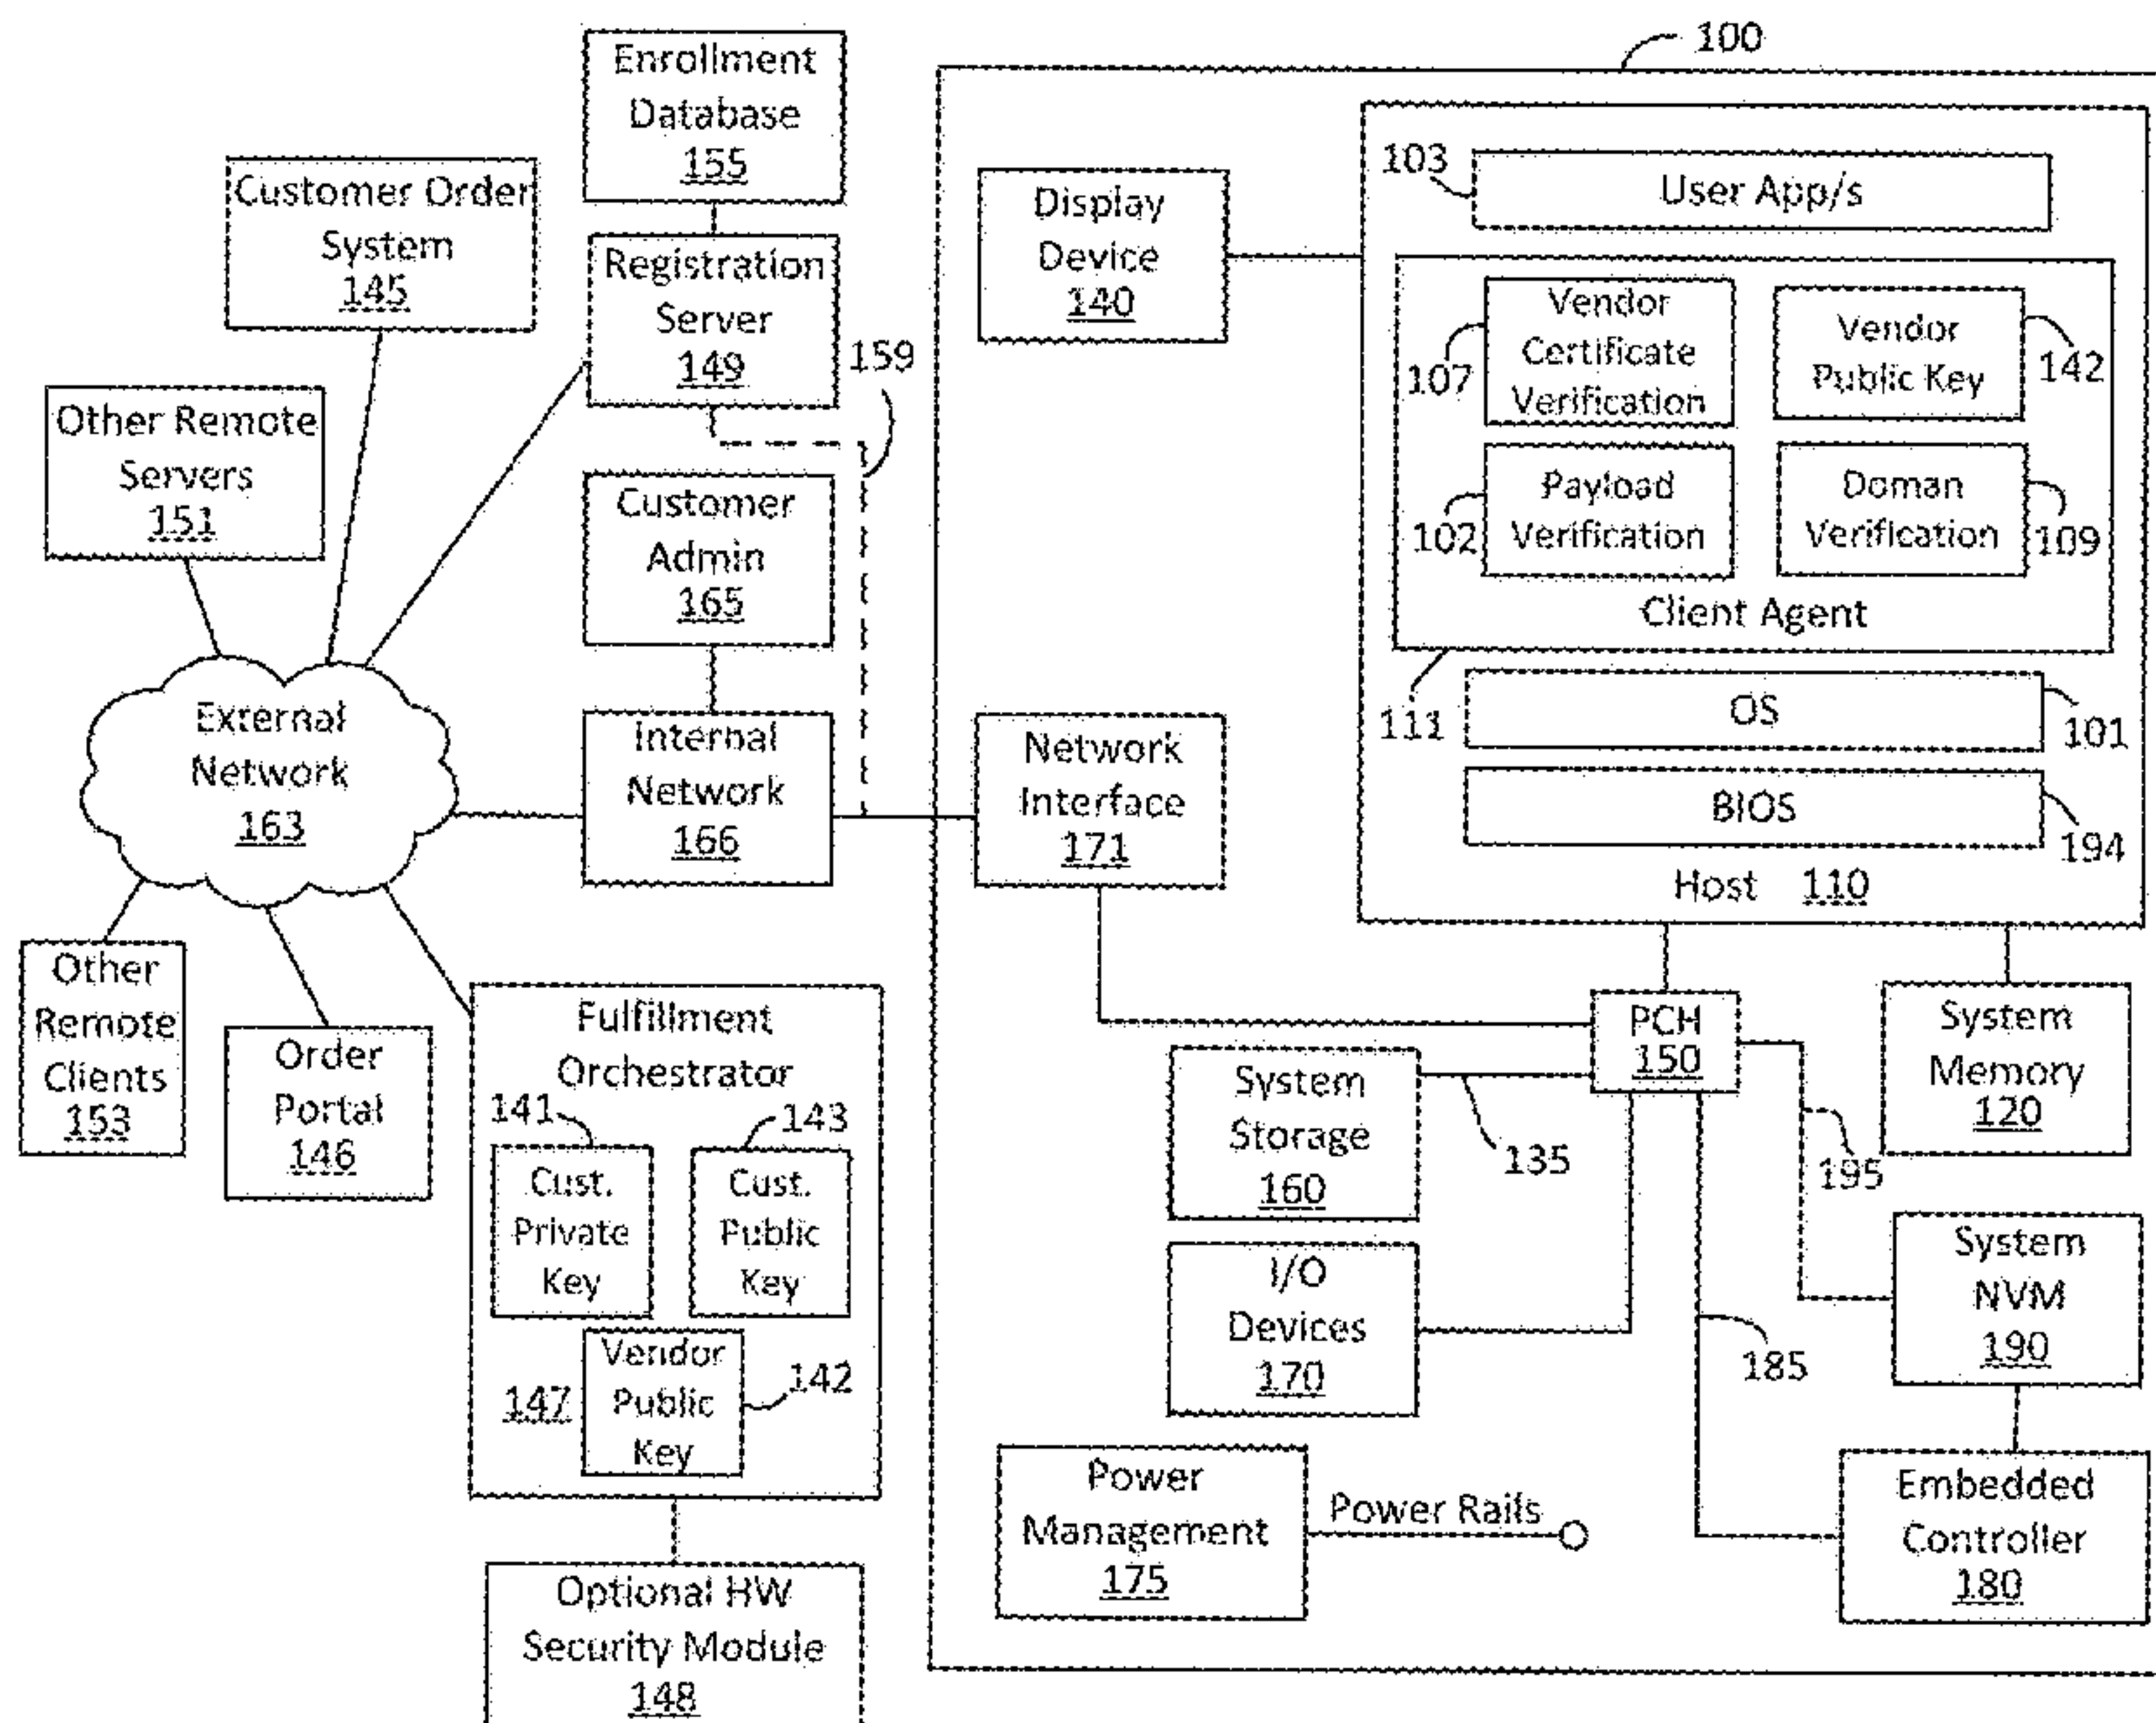 100
Enrollment
Database
155
Customer Order
System
145
Registration
Server
149
159
Other Remote
Servers
151
Customer
Admin
165
External
Network
163
Internal
Network
166
Other
Remote
Clients
153
Order
Portal
146
Fulfillment
Orchestrator
141
143
Cust.
Private
Key
Cust.
Public
Key
147
Vendor
Public
Key
142
Optional HW
Security Module
148
Display
Device
140
103
User App/s
107
Vendor
Certificate
Verification
Vendor
Public Key
142
102
Payload
Verification
Doman
Verification
109
Client Agent
111
OS
101
BIOS
194
Host 110
Network
Interface
171
PCH
150
System
Memory
120
System
Storage
160
135
195
I/O
Devices
170
System
NVM
190
185
Power
Management
175
Power Rails
Embedded
Controller
180